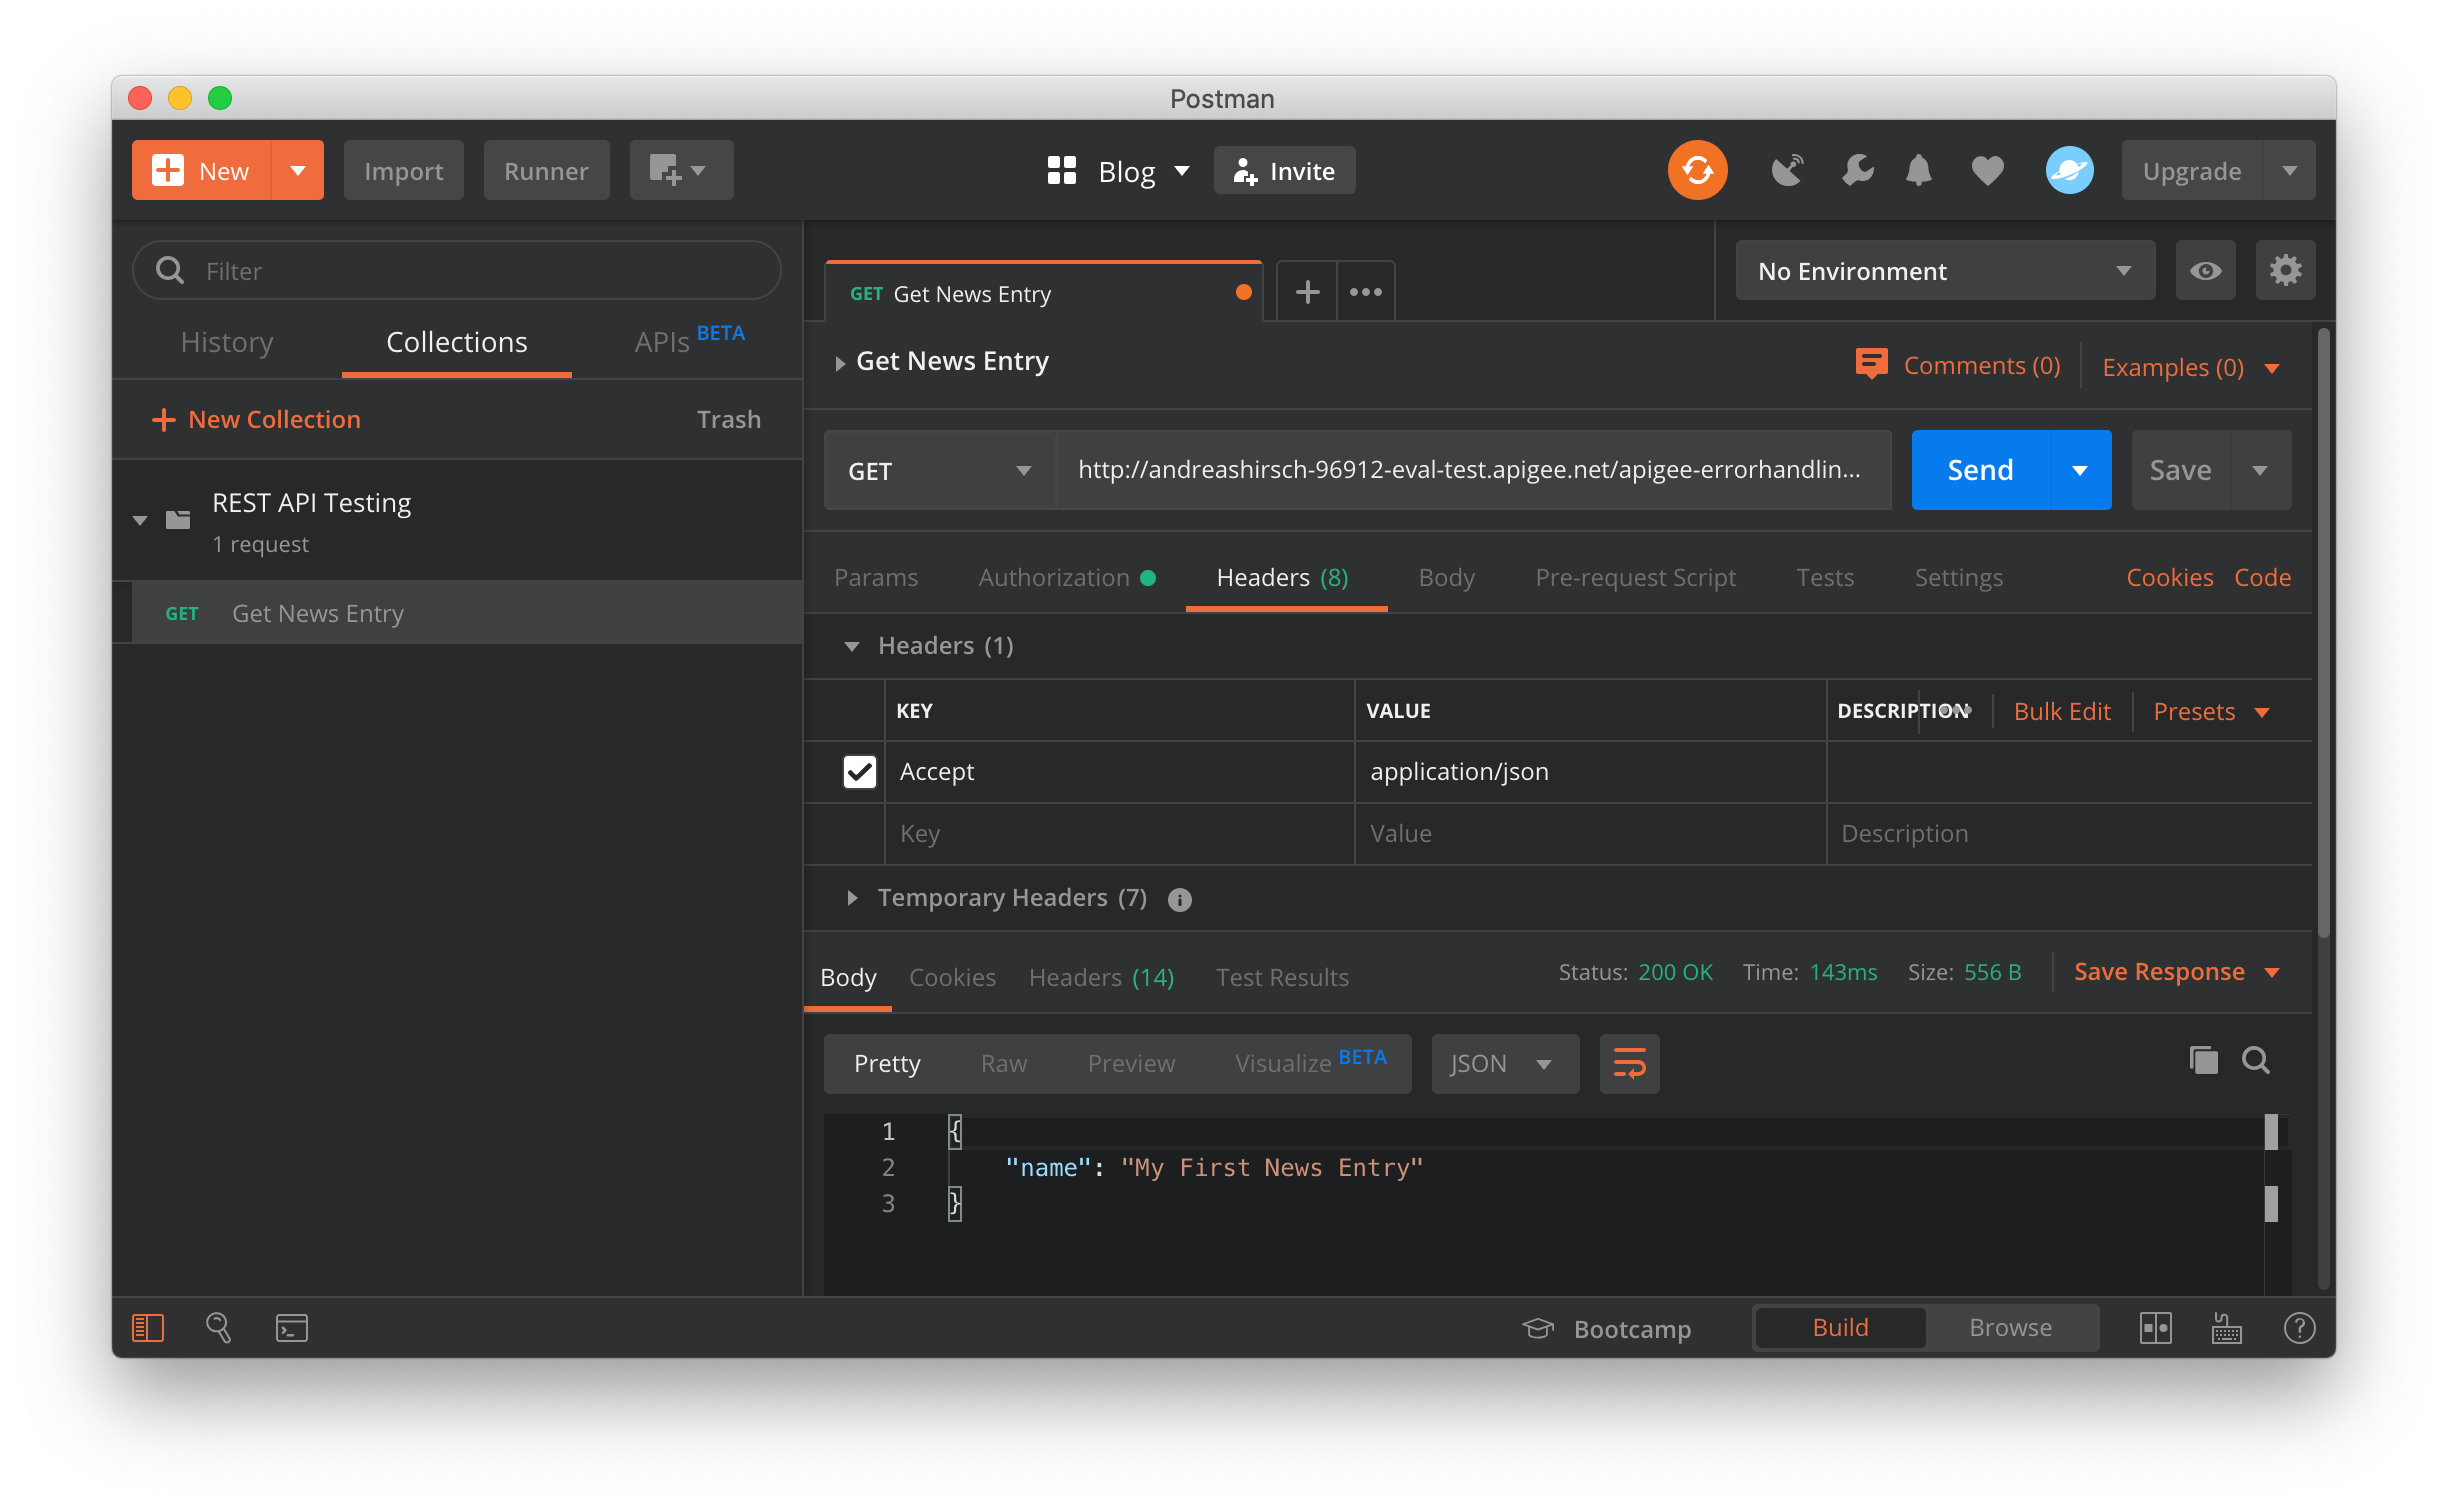 Postman
New Import Runner Blog Invite Upgrade
Filter
History Collections APIs BETA
New Collection Trash
REST API Testing
1 request
GET Get News Entry
GET Get News Entry
No Environment
Get News Entry Comments (0) Examples (0)
GET http://andreashirsch-96912-eval-test.apigee.net/apigee-errorhandlin... Send Save
Params Authorization Headers (8) Body Pre-request Script Tests Settings Cookies Code
Headers (1)
KEY VALUE DESCRIPTION Bulk Edit Presets
Accept application/json
Key Value Description
Temporary Headers (7)
Body Cookies Headers (14) Test Results Status: 200 OK Time: 143ms Size: 556 B Save Response
Pretty Raw Preview Visualize BETA JSON
1 {
2 "name": "My First News Entry"
3 }
Bootcamp Build Browse